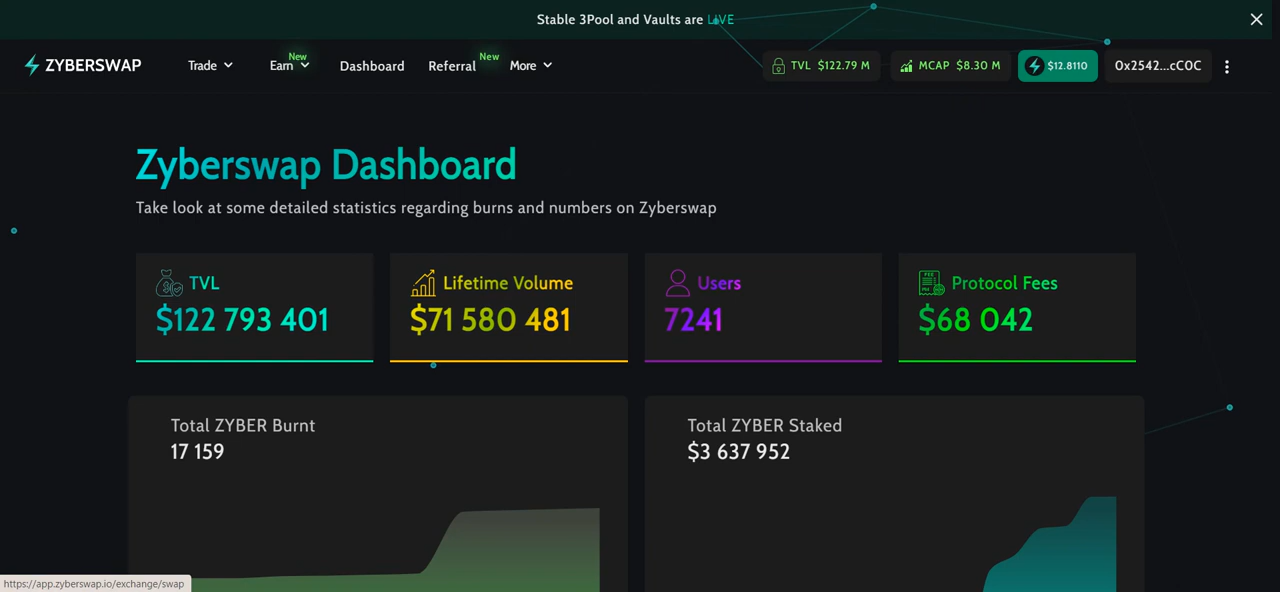 Stable 3Pool and Vaults are LIVE
ZYBERSWAP
Trade
Earn
New
Dashboard
Referral
New
More
TVL $122.79 M
MCAP $8.30 M
$12.8110
0x2542...cC0C
Zyberswap Dashboard
Take look at some detailed statistics regarding burns and numbers on Zyberswap
TVL
$122 793 401
Lifetime Volume
$71 580 481
Users
7241
Protocol Fees
$68 042
Total ZYBER Burnt
17 159
Total ZYBER Staked
$3 637 952
https://app.zyberswap.io/exchange/swap